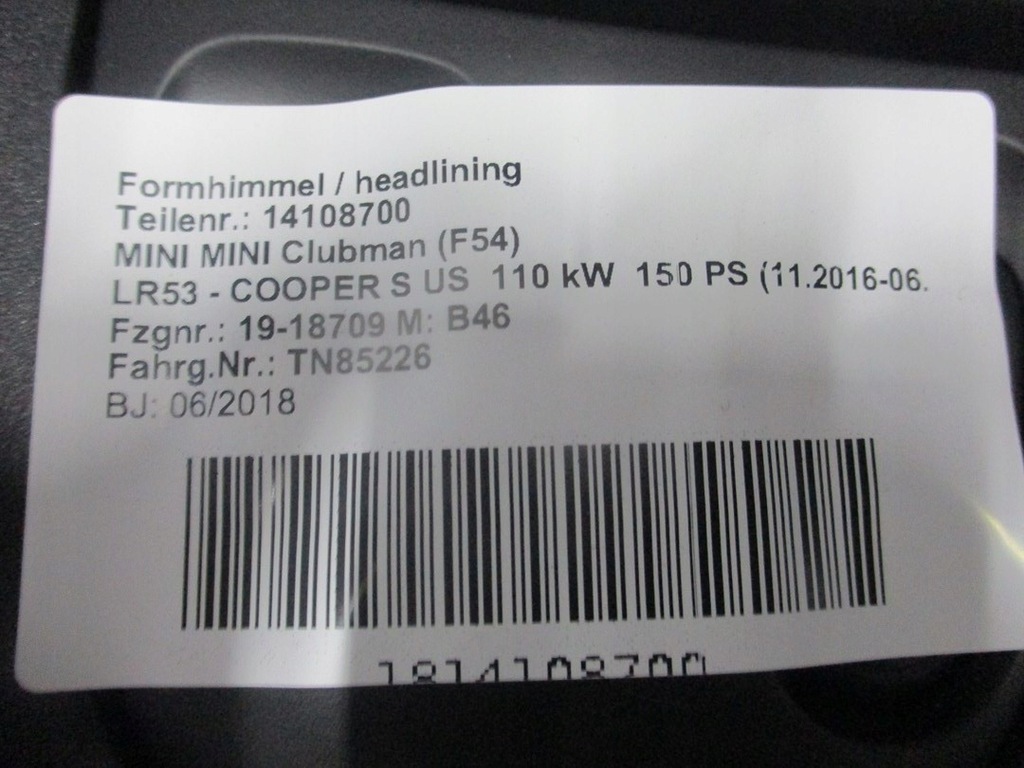 Formhimmel / headlining
Teilenr.: 14108700
MINI MINI Clubman (F54)
LR53 - COOPER S US 110 kW 150 PS (11.2016-06.
Fzgnr.: 19-18709 M: B46
Fahrg.Nr.: TN85226
BJ: 06/2018
1814108700